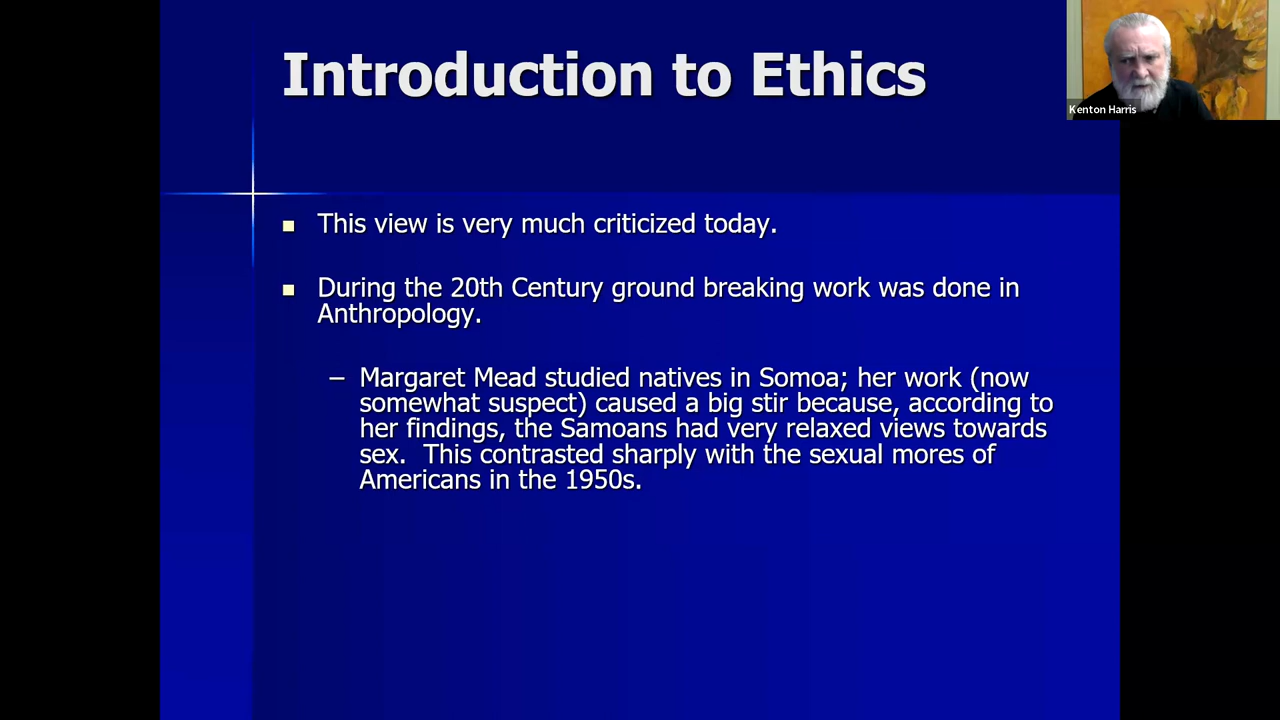 Introduction to Ethics
Kenton Harris
This view is very much criticized today.
During the 20th Century ground breaking work was done in
Anthropology.
– Margaret Mead studied natives in Somoa; her work (now
somewhat suspect) caused a big stir because, according to
her findings, the Samoans had very relaxed views towards
sex.  This contrasted sharply with the sexual mores of
Americans in the 1950s.